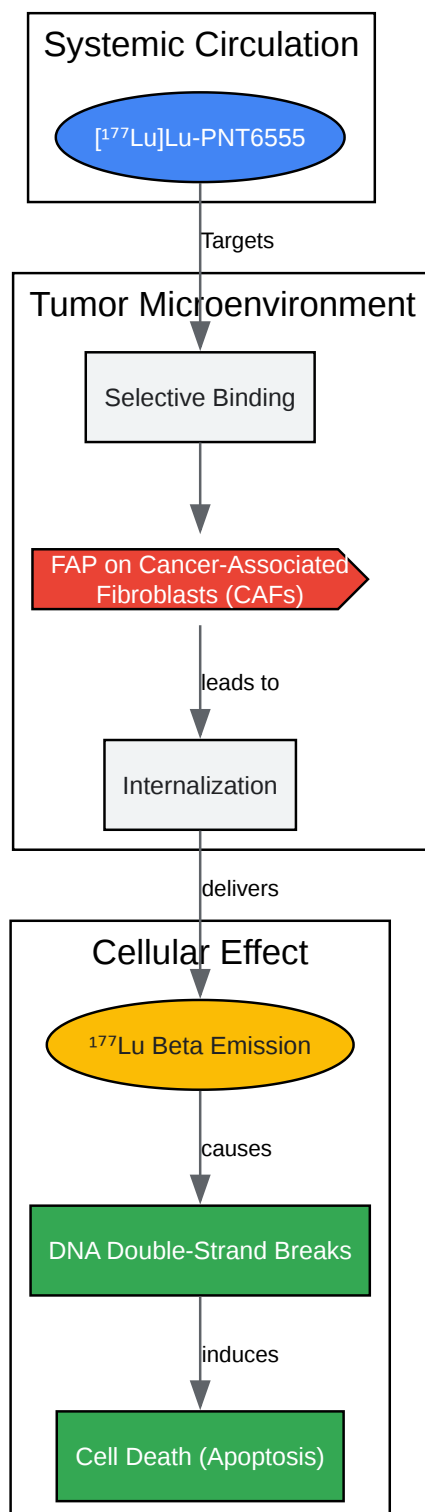 Systemic Circulation
[¹⁷⁷Lu]Lu-PNT6555
Targets
Tumor Microenvironment
Selective Binding
FAP on Cancer-Associated
Fibroblasts (CAFs)
leads to
Internalization
delivers
Cellular Effect
¹⁷⁷Lu Beta Emission
causes
DNA Double-Strand Breaks
induces
Cell Death (Apoptosis)